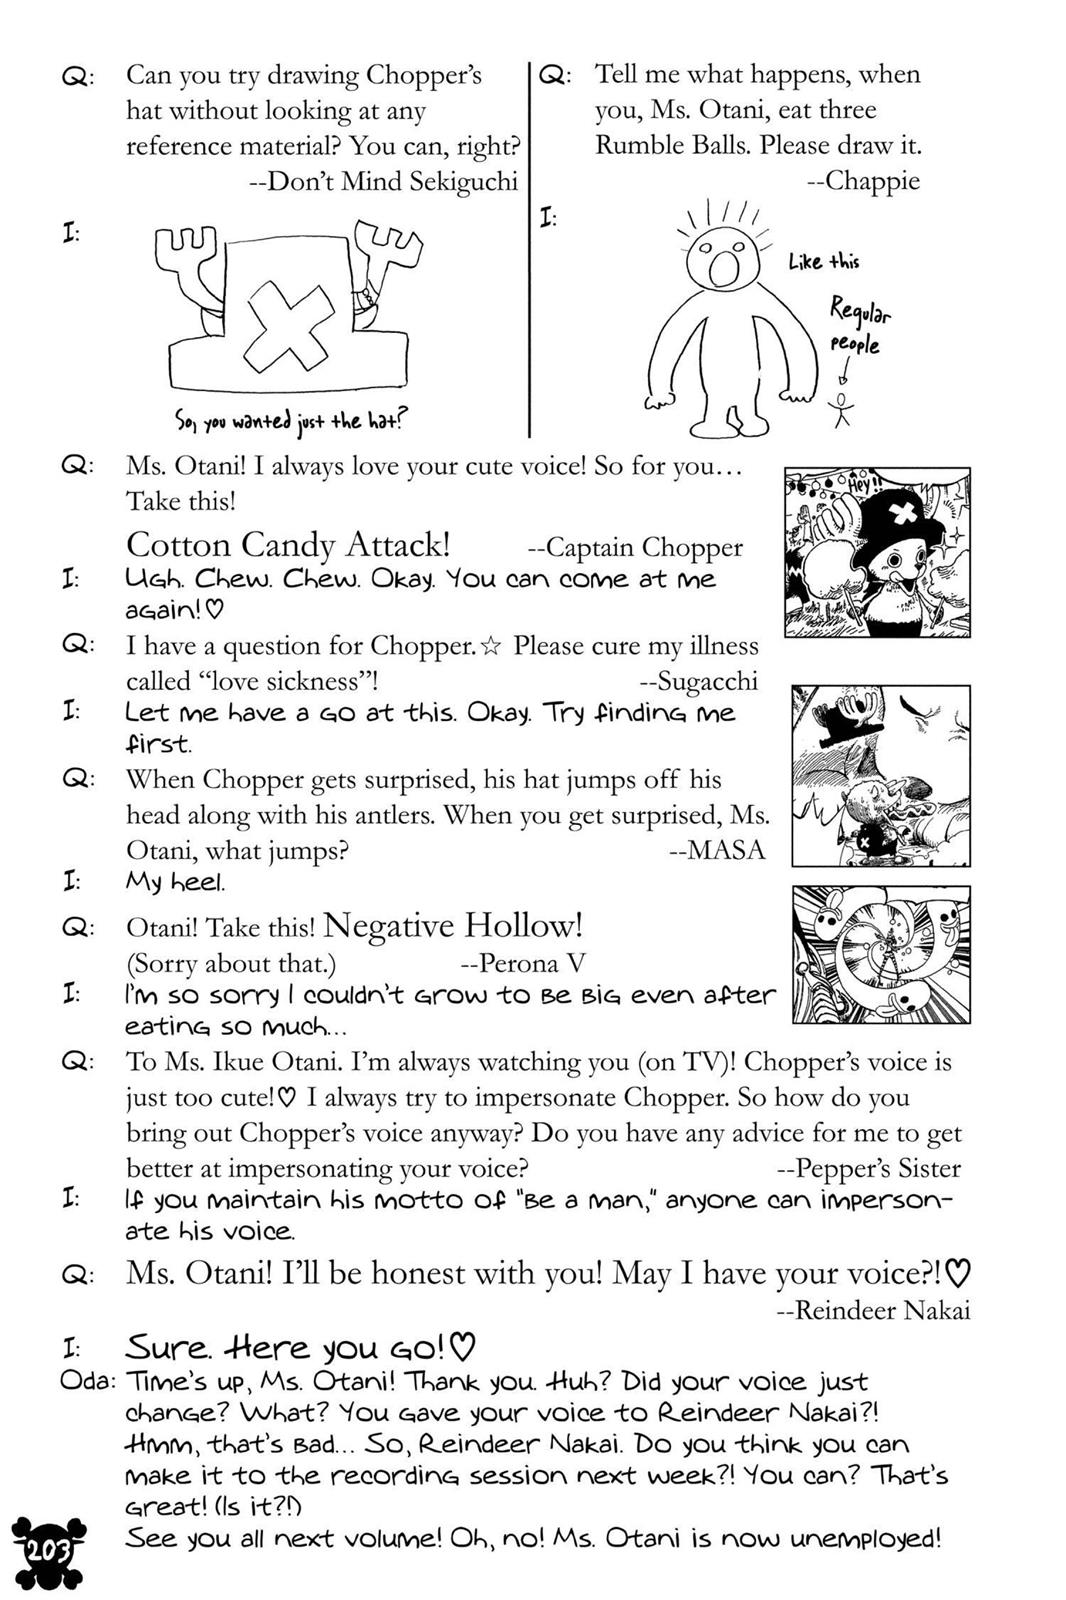 Q: Can you try drawing Chopper's
hat without looking at any
reference material? You can, right?
--Don't Mind Sekiguchi
I:
So, you wanted just the hat?
Q: Tell me what happens, when
you, Ms. Otani, eat three
Rumble Balls. Please draw it.
--Chappie
I:
Like this
Regular
people
Q: Ms. Otani! I always love your cute voice! So for you...
Take this!
Cotton Candy Attack! --Captain Chopper
Hey!!
I: Ugh. Chew. Chew. Okay. You can come at me
again!♡
Q: I have a question for Chopper.☆ Please cure my illness
called "love sickness"! --Sugacchi
I: Let me have a go at this. Okay. Try finding me
first.
Q: When Chopper gets surprised, his hat jumps off his
head along with his antlers. When you get surprised, Ms.
Otani, what jumps? --MASA
I: My heel.
Q: Otani! Take this! Negative Hollow!
(Sorry about that.) --Perona V
I: I'm so sorry I couldn't grow to be big even after
eating so much...
Q: To Ms. Ikue Otani. I'm always watching you (on TV)! Chopper's voice is
just too cute!♡ I always try to impersonate Chopper. So how do you
bring out Chopper's voice anyway? Do you have any advice for me to get
better at impersonating your voice? --Pepper's Sister
I: If you maintain his motto of "Be a man," anyone can imperson-
ate his voice.
Q: Ms. Otani! I'll be honest with you! May I have your voice?!♡
--Reindeer Nakai
I: Sure. Here you go!♡
Oda: Time's up, Ms. Otani! Thank you. Huh? Did your voice just
change? What? You gave your voice to Reindeer Nakai?!
Hmm, that's bad... So, Reindeer Nakai. Do you think you can
make it to the recording session next week?! You can? That's
great! (Is it?!)
See you all next volume! Oh, no! Ms. Otani is now unemployed!
203